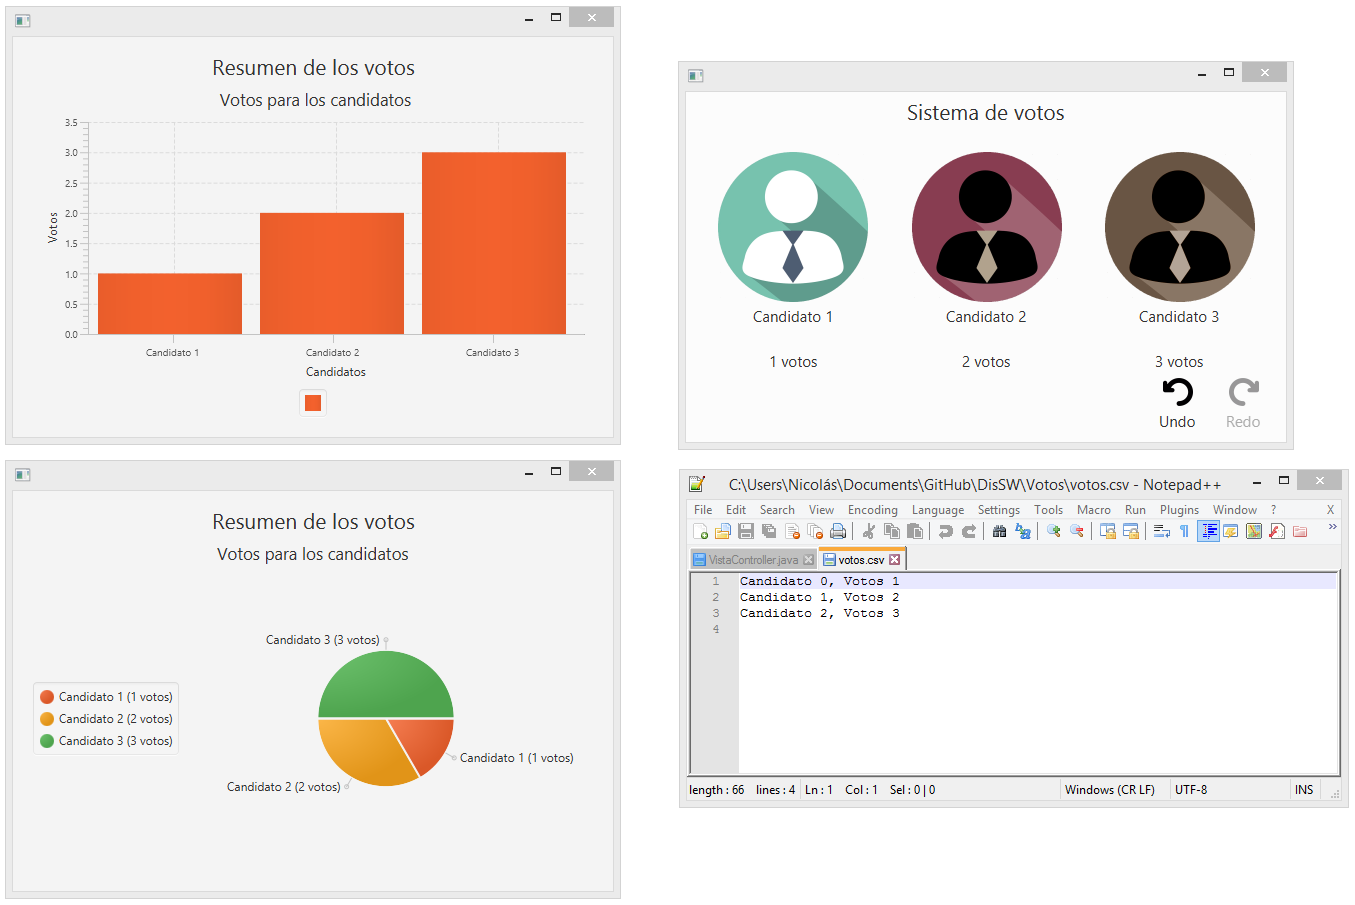 Resumen de los votos
Votos para los candidatos
3.5
3.0
2.5
2.0
1.5
1.0
0.5
0.0
Votos
Candidato 1 Candidato 2 Candidato 3
Candidatos
Sistema de votos
Candidato 1 Candidato 2 Candidato 3
1 votos 2 votos 3 votos
Undo Redo
Resumen de los votos
Votos para los candidatos
Candidato 3 (3 votos)
Candidato 1 (1 votos)
Candidato 2 (2 votos)
Candidato 3 (3 votos)
Candidato 1 (1 votos)
Candidato 2 (2 votos)
C:\Users\Nicolás\Documents\GitHub\DisSW\Votos\votos.csv - Notepad++
File Edit Search View Encoding Language Settings Tools Macro Run Plugins Window ? X
VistaController.java votos.csv
1 Candidato 0, Votos 1
2 Candidato 1, Votos 2
3 Candidato 2, Votos 3
4
length : 66 lines : 4 Ln : 1 Col : 1 Sel : 0 | 0 Windows (CR LF) UTF-8 INS